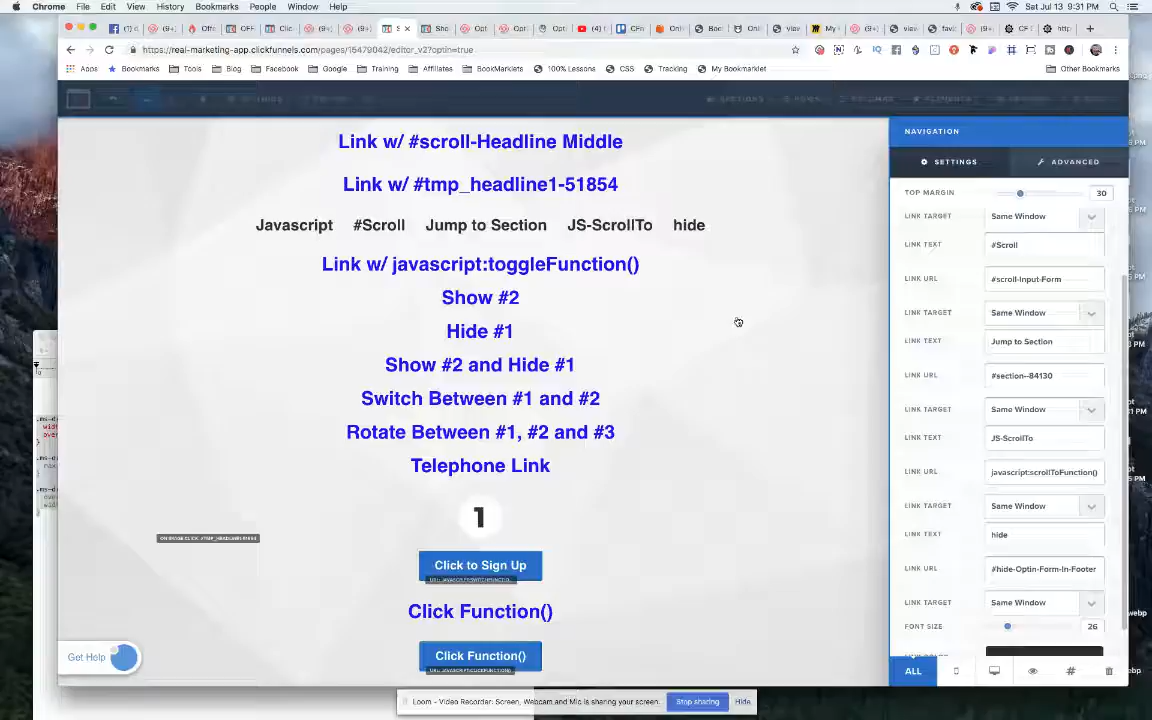 Chrome File Edit View History Bookmarks People Window Help Sat Jul 13 9:31 PM
https://real-marketing-app.clickfunnels.com/pages/15479042/editor_v2?optin=true
Apps Bookmarks Tools Blog Facebook Google Training Affiliates BookMarklets 100% Lessons CSS Tracking My Bookmarklet Other Bookmarks
NAVIGATION
SETTINGS ADVANCED
Link w/ #scroll-Headline Middle
Link w/ #tmp_headline1-51854
Javascript #Scroll Jump to Section JS-ScrollTo hide
Link w/ javascript:toggleFunction()
Show #2
Hide #1
Show #2 and Hide #1
Switch Between #1 and #2
Rotate Between #1, #2 and #3
Telephone Link
1
Click to Sign Up
Click Function()
Click Function()
Get Help
TOP MARGIN 30
LINK TARGET Same Window
LINK TEXT #Scroll
LINK URL #scroll-Input-Form
LINK TARGET Same Window
LINK TEXT Jump to Section
LINK URL #section--84130
LINK TARGET Same Window
LINK TEXT JS-ScrollTo
LINK URL javascript:scrollToFunction()
LINK TARGET Same Window
LINK TEXT hide
LINK URL #hide-Optin-Form-In-Footer
LINK TARGET Same Window
FONT SIZE 26
ALL
Loom – Video Recorder: Screen, Webcam and Mic is sharing your screen. Stop sharing Hide